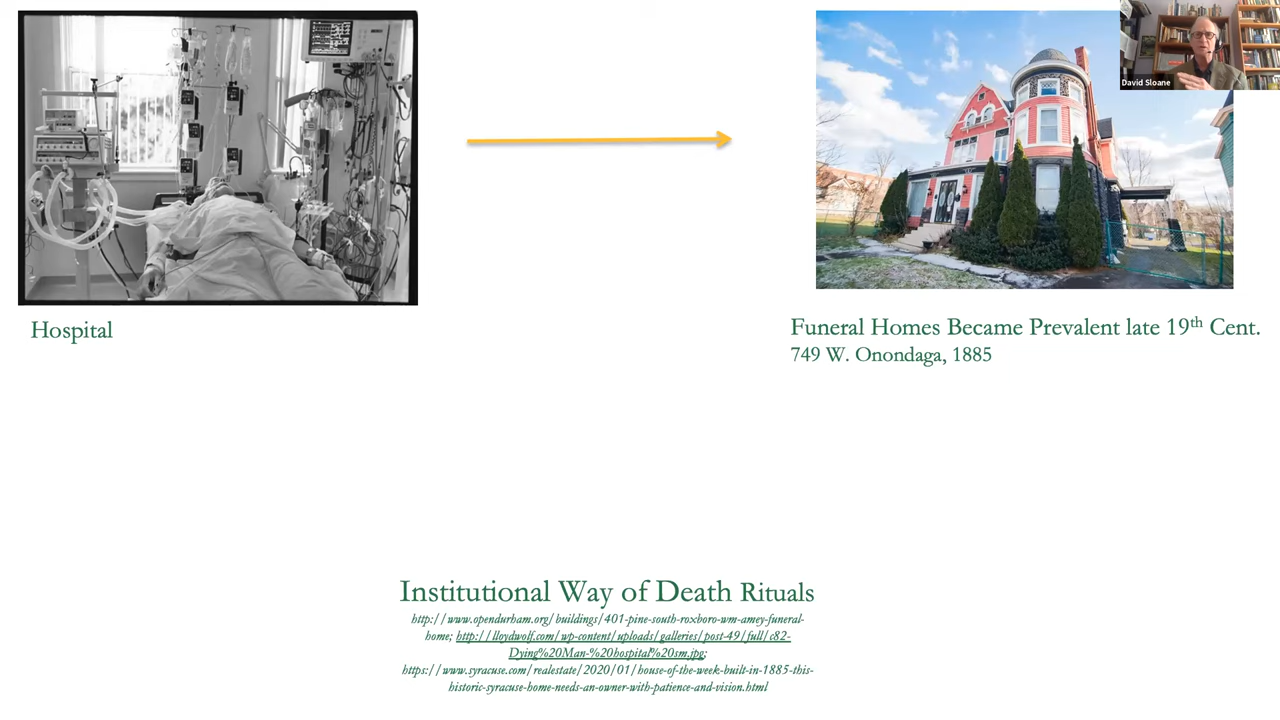 David Sloane
Hospital
Funeral Homes Became Prevalent late 19th Cent.
749 W. Onondaga, 1885
Institutional Way of Death Rituals
http://www.opendurham.org/buildings/401-pine-south-roxboro-wm-amey-funeral-
home; http://lloydwolf.com/wp-content/uploads/galleries/post-49/full/c82-
Dying%20Man-%20hospital%20sm.jpg;
https://www.syracuse.com/realestate/2020/01/house-of-the-week-built-in-1885-this-
historic-syracuse-home-needs-an-owner-with-patience-and-vision.html